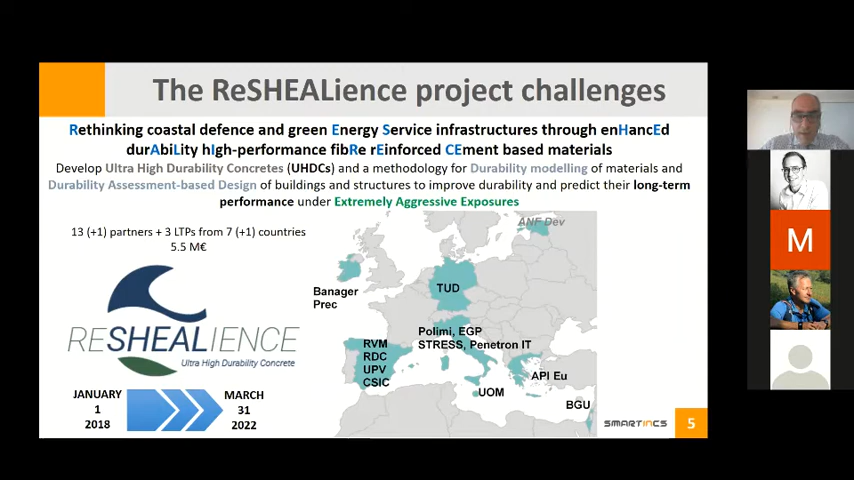 The ReSHEALience project challenges
Rethinking coastal defence and green Energy Service infrastructures through enHancEd
durAbiLity hIgh-performance fibRe rEinforced CEment based materials
Develop Ultra High Durability Concretes (UHDCs) and a methodology for Durability modelling of materials and
Durability Assessment-based Design of buildings and structures to improve durability and predict their long-term
performance under Extremely Aggressive Exposures
13 (+1) partners + 3 LTPs from 7 (+1) countries
5.5 M€
RESHEALIENCE
Ultra High Durability Concrete
JANUARY
1
2018
MARCH
31
2022
ANF Dev
Banager
Prec
TUD
Polimi, EGP
STRESS, Penetron IT
RVM
RDC
UPV
CSIC
API Eu
UOM
BGU
SMARTINCS
5
M